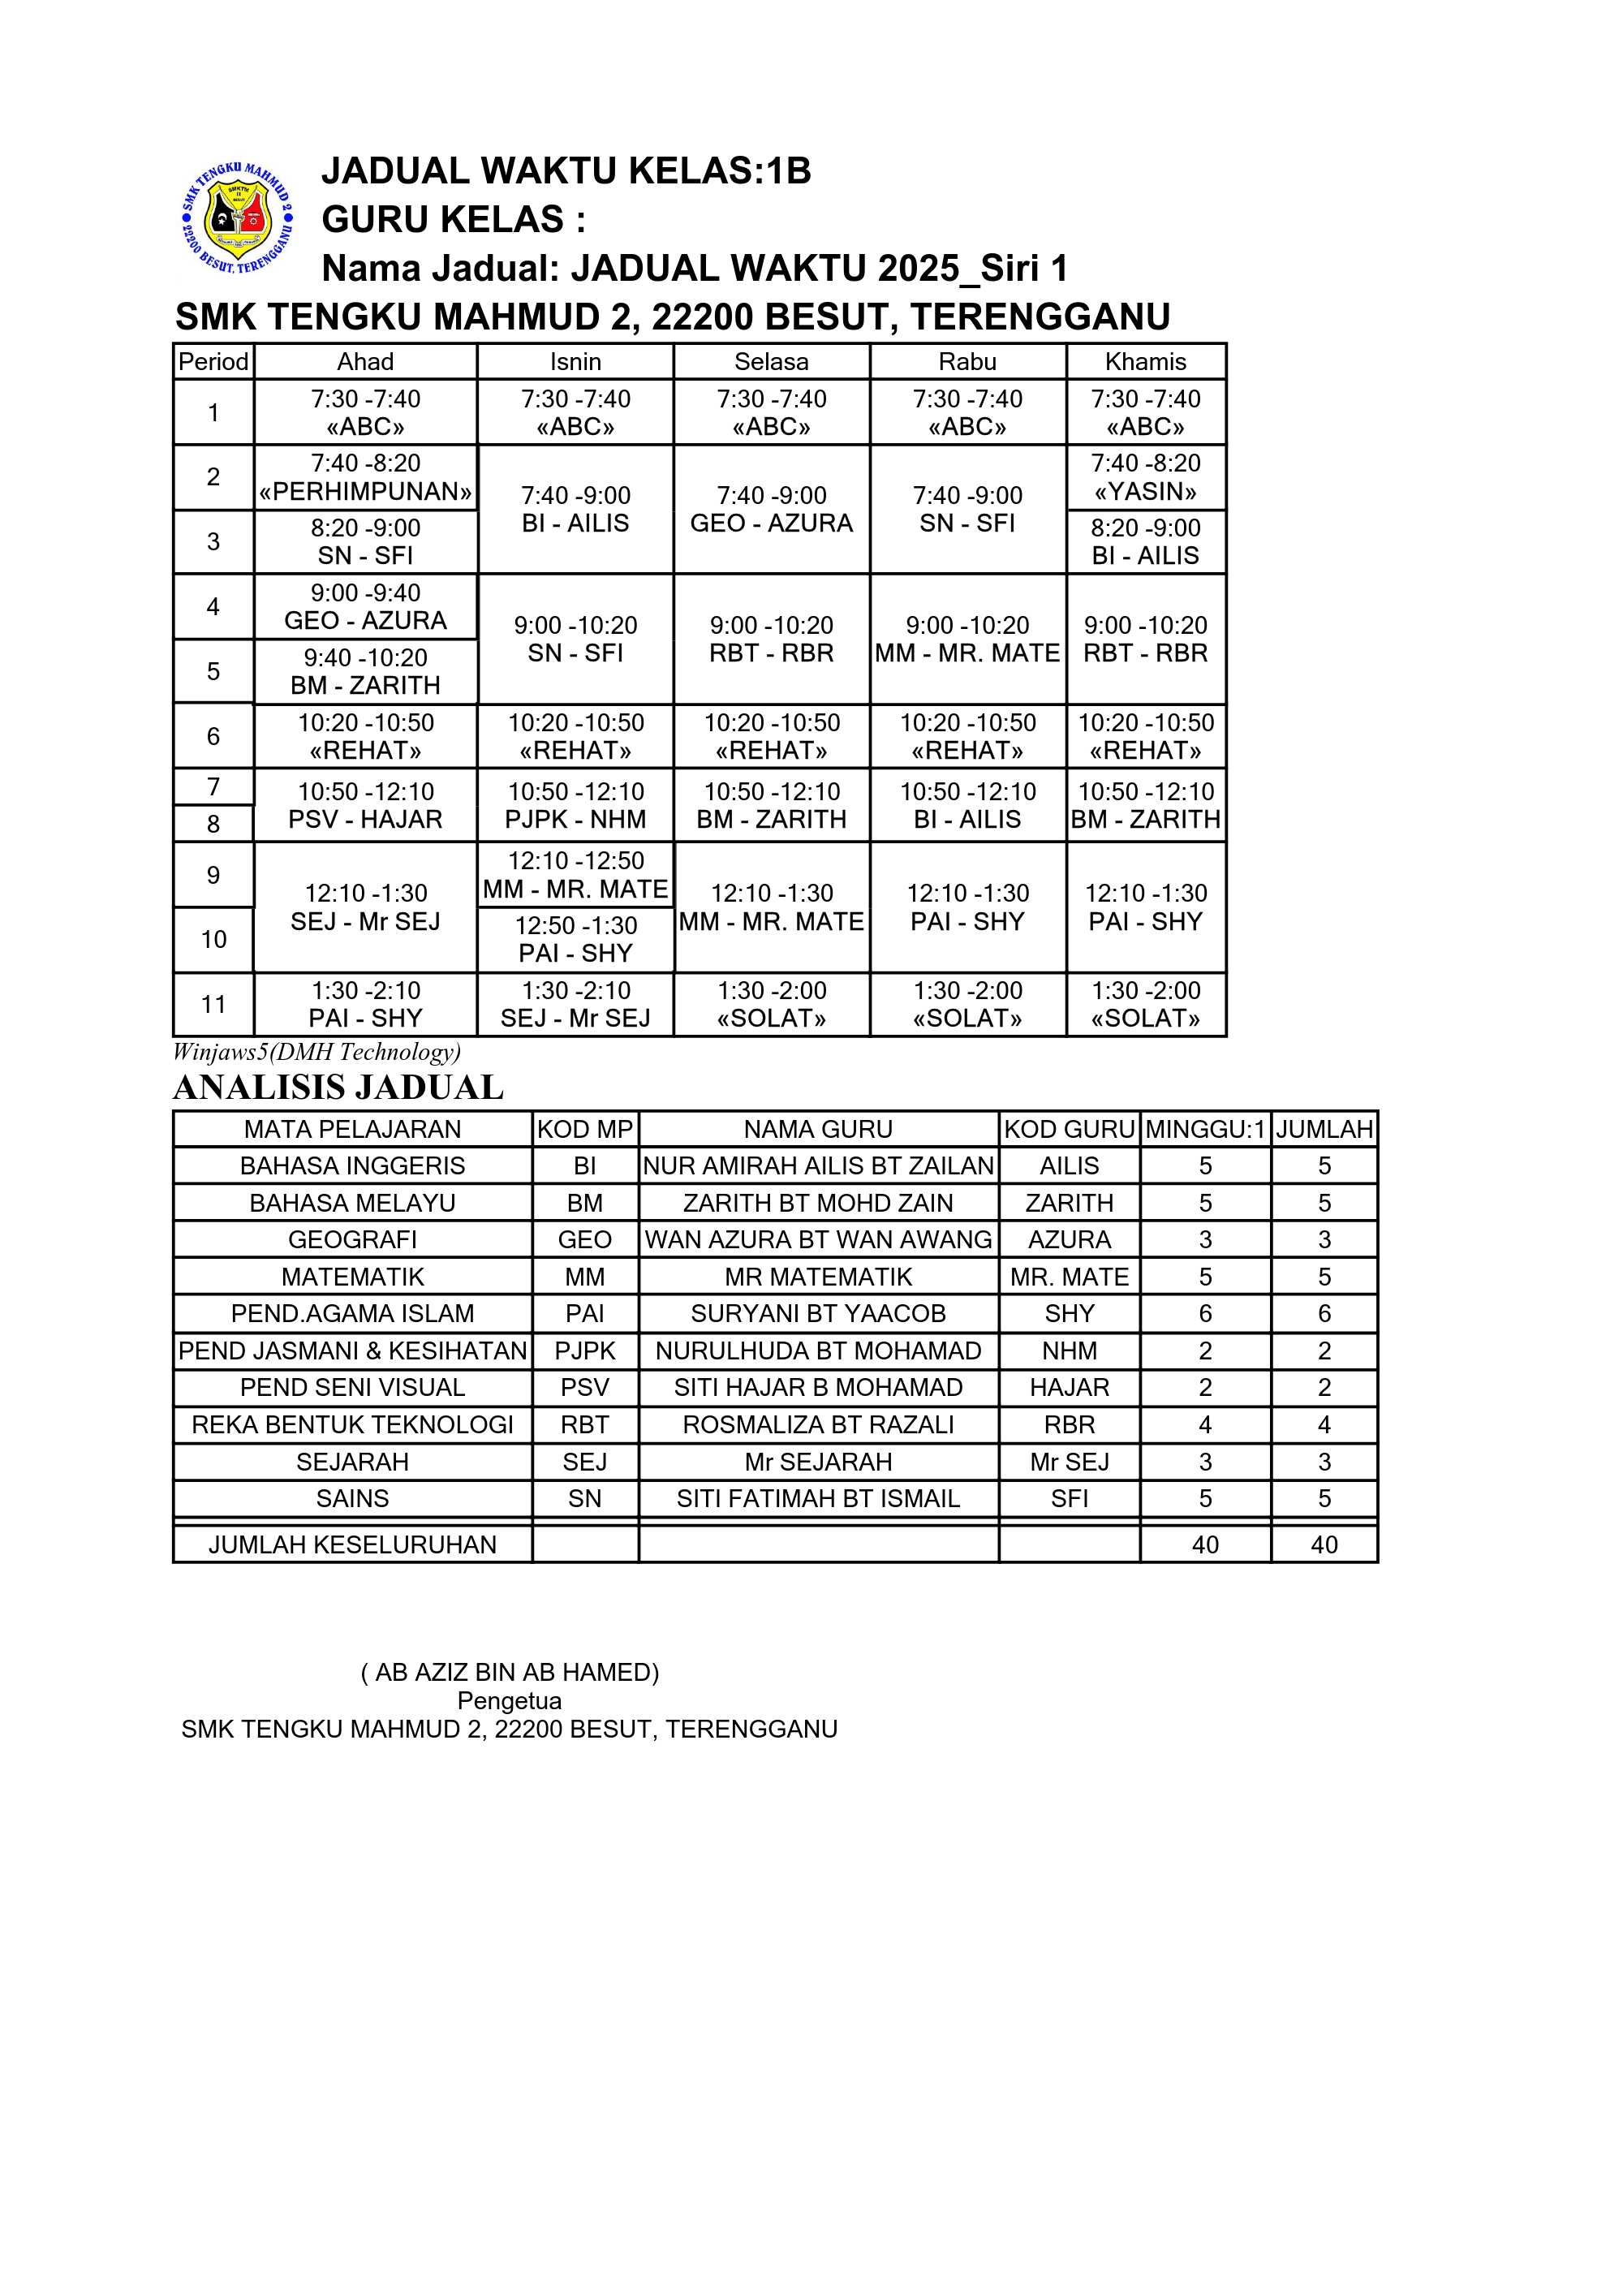 SMK TENGKU MAHMUD 2
22200 BESUT, TERENGGANU
JADUAL WAKTU KELAS:1B
GURU KELAS :
Nama Jadual: JADUAL WAKTU 2025_Siri 1
SMK TENGKU MAHMUD 2, 22200 BESUT, TERENGGANU
Period Ahad Isnin Selasa Rabu Khamis
1
7:30 -7:40 7:30 -7:40 7:30 -7:40 7:30 -7:40 7:30 -7:40
«ABC» «ABC» «ABC» «ABC» «ABC»
2
7:40 -8:20
«PERHIMPUNAN»
7:40 -9:00
BI - AILIS
7:40 -9:00
GEO - AZURA
7:40 -9:00
SN - SFI
7:40 -8:20
«YASIN»
3
8:20 -9:00
SN - SFI
8:20 -9:00
BI - AILIS
4
9:00 -9:40
GEO - AZURA
9:00 -10:20
SN - SFI
9:00 -10:20
RBT - RBR
9:00 -10:20
MM - MR. MATE
9:00 -10:20
RBT - RBR
5
9:40 -10:20
BM - ZARITH
6
10:20 -10:50 10:20 -10:50 10:20 -10:50 10:20 -10:50 10:20 -10:50
«REHAT» «REHAT» «REHAT» «REHAT» «REHAT»
7
8
10:50 -12:10 10:50 -12:10 10:50 -12:10 10:50 -12:10 10:50 -12:10
PSV - HAJAR PJPK - NHM BM - ZARITH BI - AILIS BM - ZARITH
9
12:10 -1:30
SEJ - Mr SEJ
12:10 -12:50
MM - MR. MATE
12:10 -1:30
MM - MR. MATE
12:10 -1:30
PAI - SHY
12:10 -1:30
PAI - SHY
10
12:50 -1:30
PAI - SHY
11
1:30 -2:10 1:30 -2:10 1:30 -2:00 1:30 -2:00 1:30 -2:00
PAI - SHY SEJ - Mr SEJ «SOLAT» «SOLAT» «SOLAT»
Winjaws5(DMH Technology)
ANALISIS JADUAL
MATA PELAJARAN KOD MP NAMA GURU KOD GURU MINGGU:1 JUMLAH
BAHASA INGGERIS BI NUR AMIRAH AILIS BT ZAILAN AILIS 5 5
BAHASA MELAYU BM ZARITH BT MOHD ZAIN ZARITH 5 5
GEOGRAFI GEO WAN AZURA BT WAN AWANG AZURA 3 3
MATEMATIK MM MR MATEMATIK MR. MATE 5 5
PEND.AGAMA ISLAM PAI SURYANI BT YAACOB SHY 6 6
PEND JASMANI & KESIHATAN PJPK NURULHUDA BT MOHAMAD NHM 2 2
PEND SENI VISUAL PSV SITI HAJAR B MOHAMAD HAJAR 2 2
REKA BENTUK TEKNOLOGI RBT ROSMALIZA BT RAZALI RBR 4 4
SEJARAH SEJ Mr SEJARAH Mr SEJ 3 3
SAINS SN SITI FATIMAH BT ISMAIL SFI 5 5
JUMLAH KESELURUHAN 40 40
( AB AZIZ BIN AB HAMED)
Pengetua
SMK TENGKU MAHMUD 2, 22200 BESUT, TERENGGANU